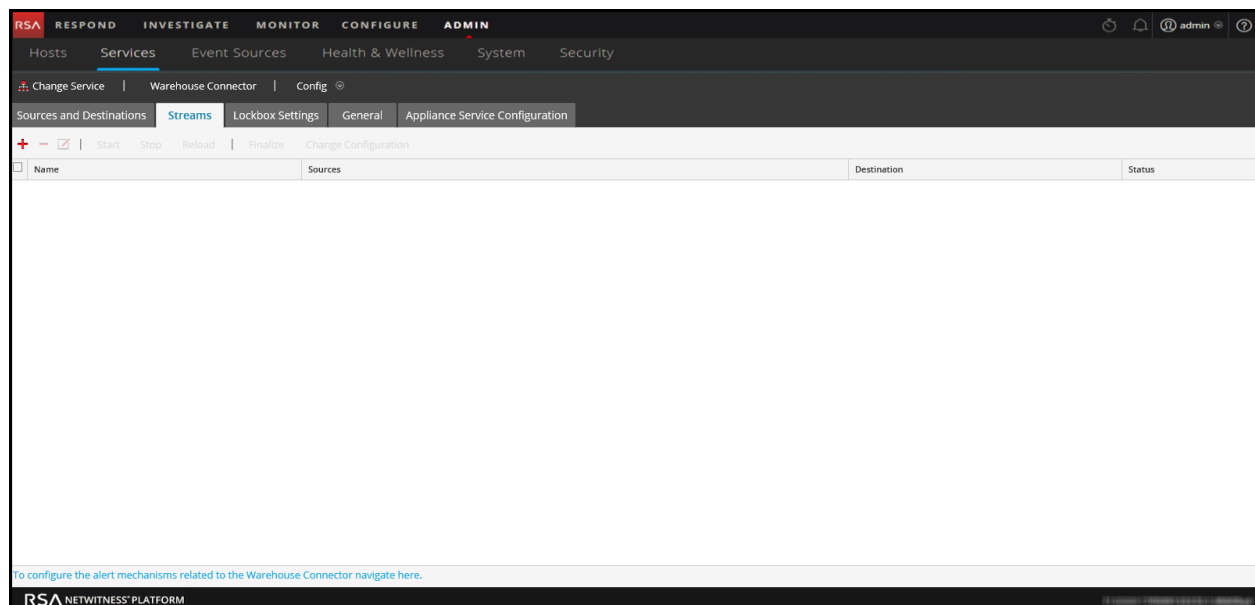 RSA RESPOND INVESTIGATE MONITOR CONFIGURE ADMIN admin
Hosts Services Event Sources Health & Wellness System Security
Change Service | Warehouse Connector | Config
Sources and Destinations Streams Lockbox Settings General Appliance Service Configuration
Start Stop Reload | Finalize Change Configuration
Name Sources Destination Status
To configure the alert mechanisms related to the Warehouse Connector navigate here.
RSA NETWITNESS® PLATFORM